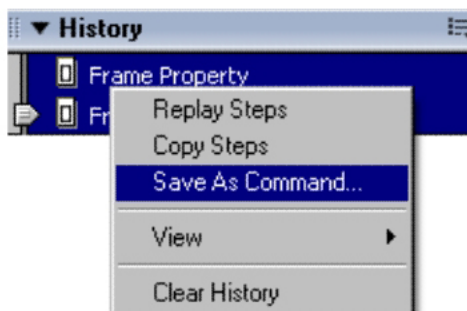 History
Frame Property
Fr
Replay Steps
Copy Steps
Save As Command...
View
Clear History